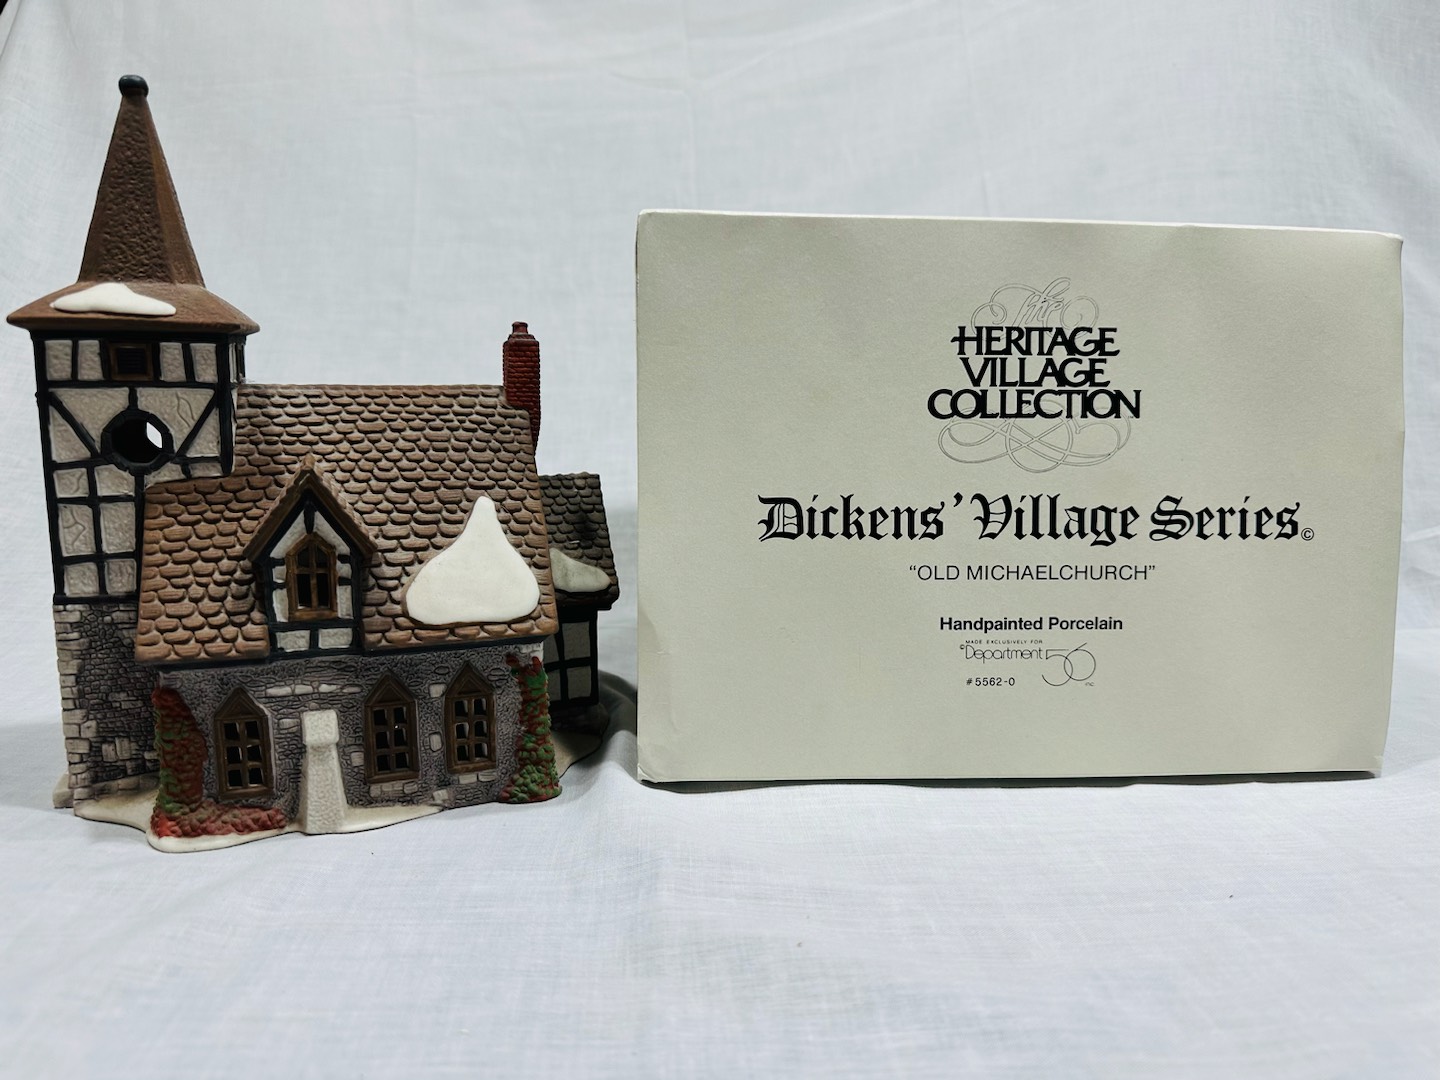 The
HERITAGE
VILLAGE
COLLECTION
Dickens' Village Series©
"OLD MICHAELCHURCH"
Handpainted Porcelain
MADE EXCLUSIVELY FOR
©Department 56 INC.
#5562-0